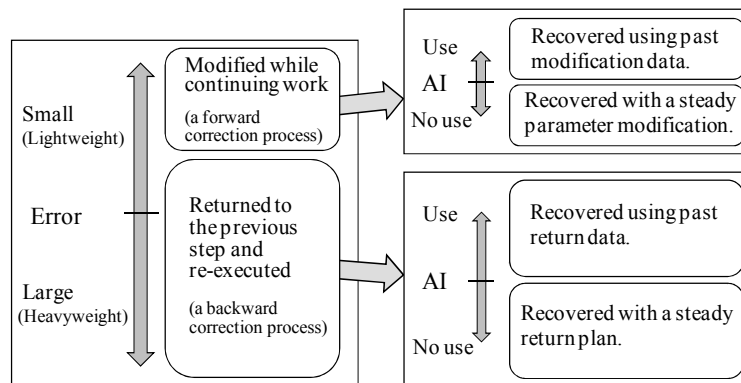 Small
(Lightweight)
Error
Large
(Heavyweight)
Modified while
continuing work
(a forward
correction process)
Returned to
the previous
step and
re-executed
(a backward
correction process)
Use
AI
No use
Recovered using past
modification data.
Recovered with a steady
parameter modification.
Use
AI
No use
Recovered using past
return data.
Recovered with a steady
return plan.